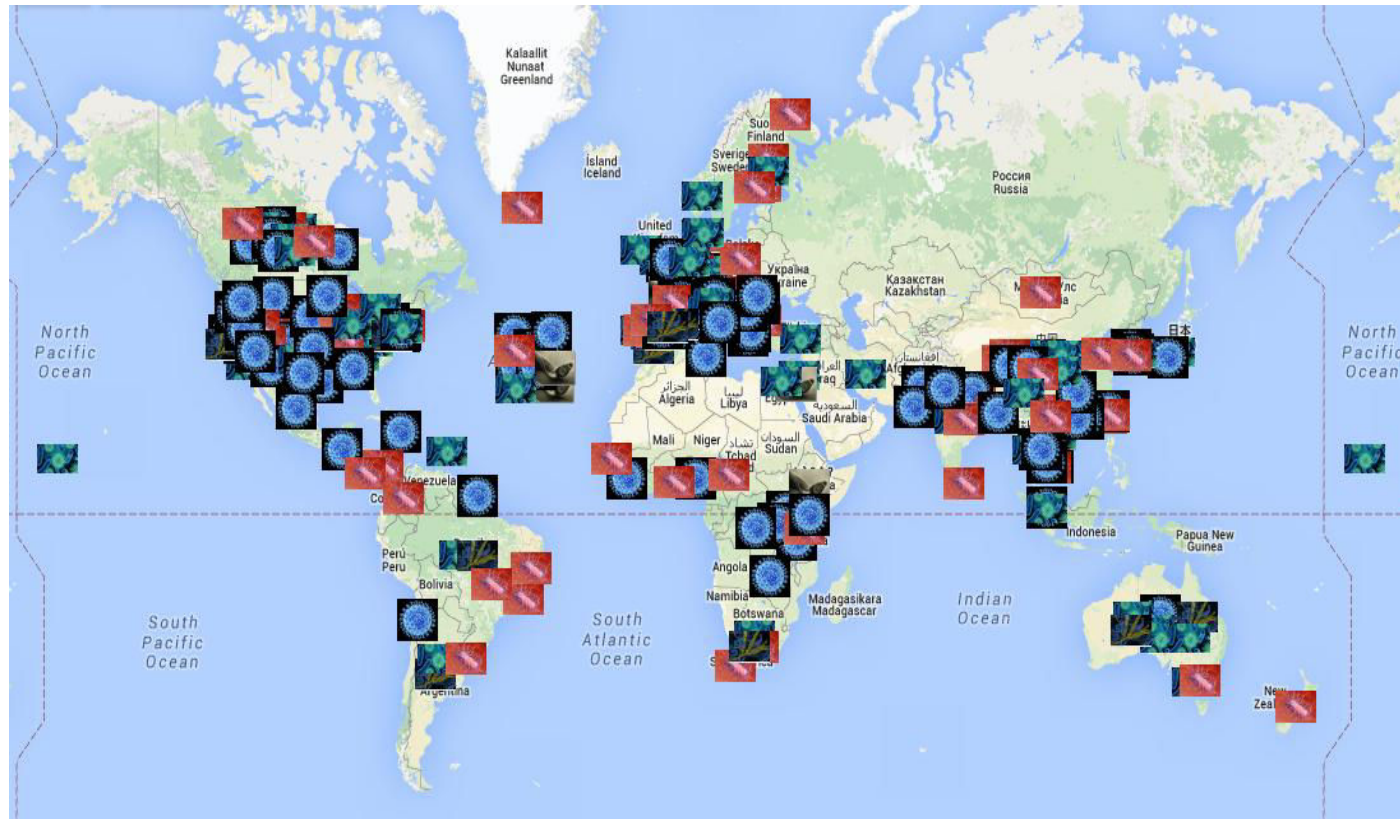 Kalaallit
Nunaat
Greenland
Ísland
Iceland
Suo
Finland
Sverige
Sweden
Россия
Russia
United
Україна
Қазақстан
Kazakhstan
North
Pacific
Ocean
日本
North
Pacific
Ocean
الجزائر
Algeria
ليبيا
Libya
السعودية
Saudi Arabia
Mali
Niger
تشاد
Tchad
السودان
Sudan
Venezuela
Perú
Peru
Bolivia
Angola
Namibia
Botswana
Madagasikara
Madagascar
Indonesia
Papua New
Guinea
Indian
Ocean
South
Pacific
Ocean
South
Atlantic
Ocean
Argentina
New